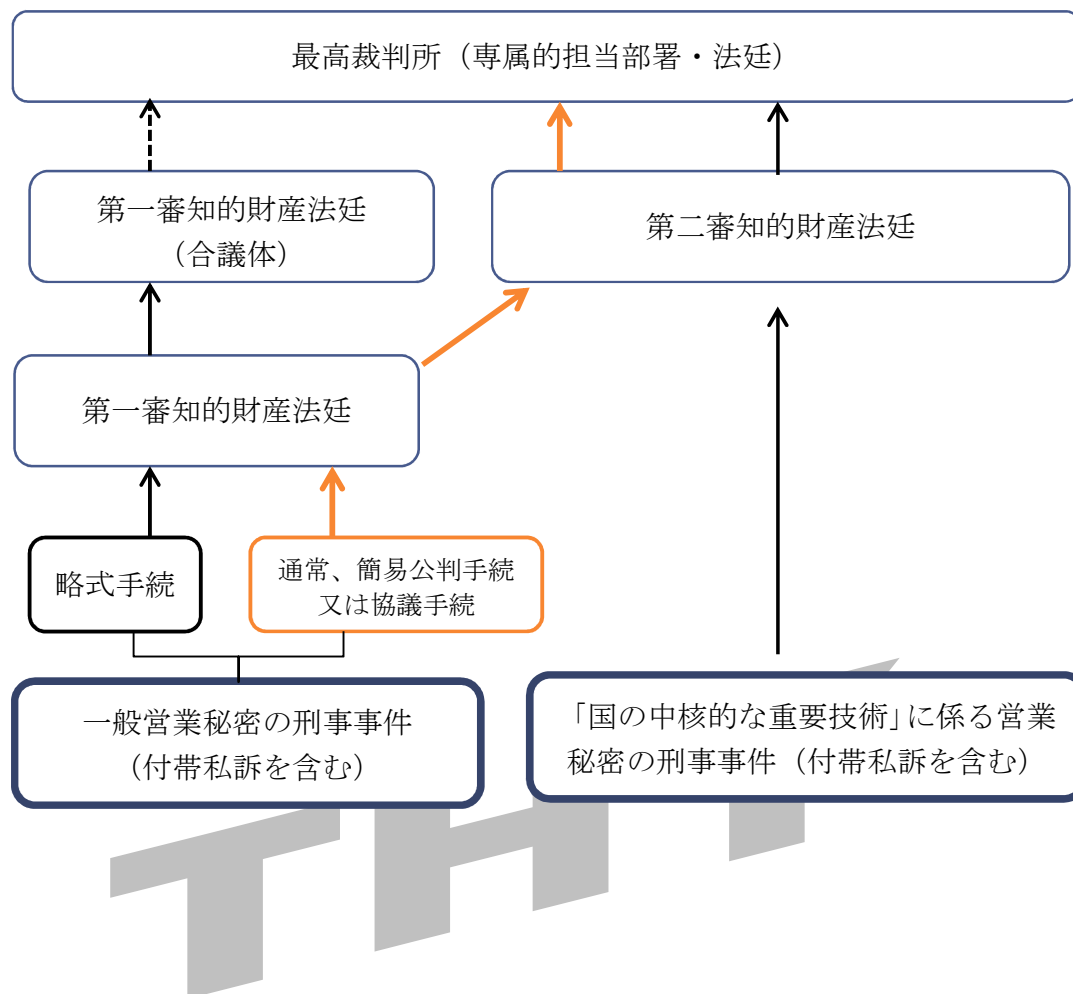 最高裁判所（専属的担当部署・法廷）
第一審知的財産法廷
（合議体）
第二審知的財産法廷
第一審知的財産法廷
略式手続
通常、簡易公判手続
又は協議手続
一般営業秘密の刑事事件
（付帯私訴を含む）
「国の中核的な重要技術」に係る営業
秘密の刑事事件（付帯私訴を含む）